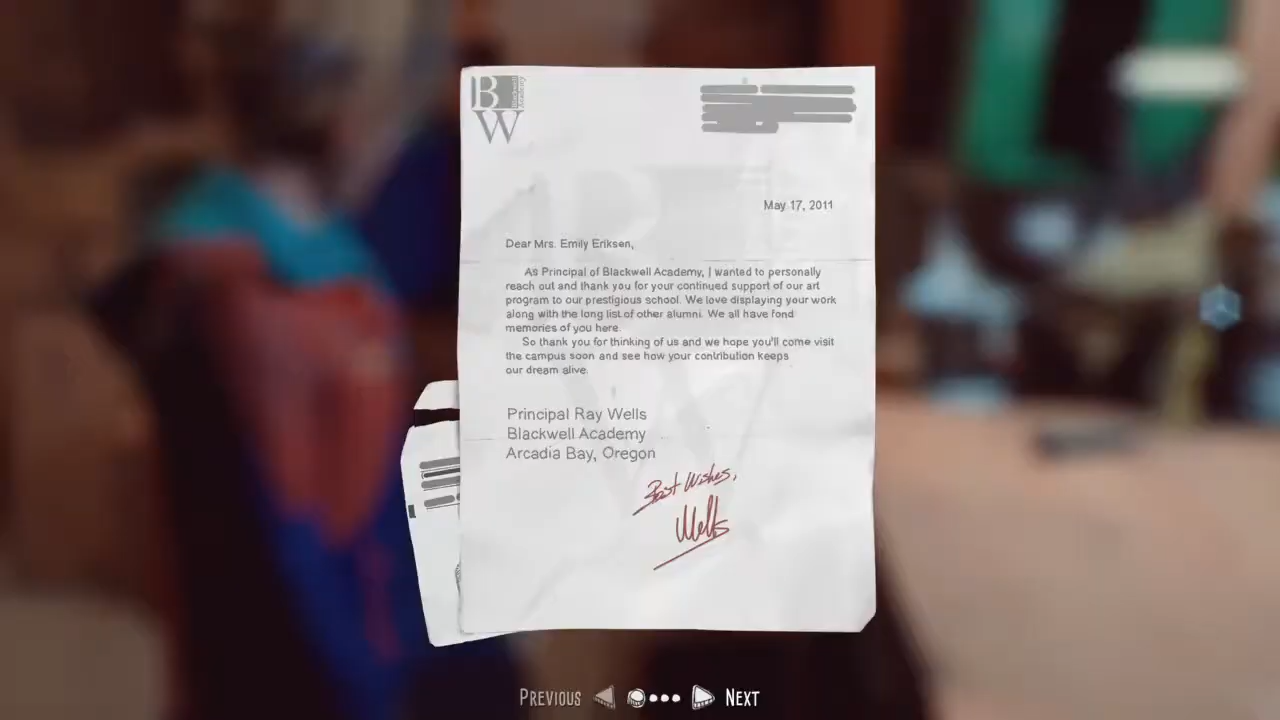 B
Blackwell Academy
W
May 17, 2011
Dear Mrs. Emily Eriksen,
As Principal of Blackwell Academy, I wanted to personally
reach out and thank you for your continued support of our art
program to our prestigious school. We love displaying your work
along with the long list of other alumni. We all have fond
memories of you here.
So thank you for thinking of us and we hope you'll come visit
the campus soon and see how your contribution keeps
our dream alive.
Principal Ray Wells
Blackwell Academy
Arcadia Bay, Oregon
Best Wishes,
Wells
PREVIOUS
NEXT